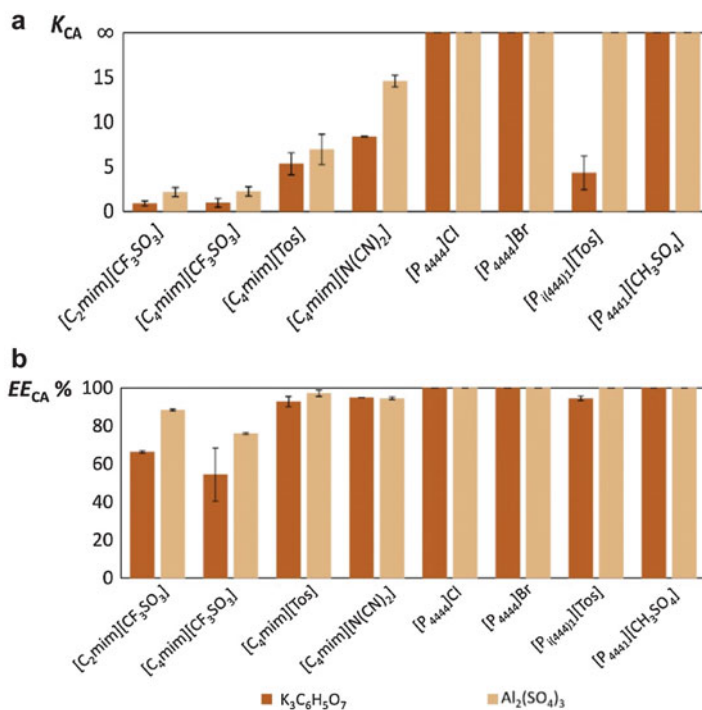 a
K_CA
∞
15
10
5
0
[C₂mim][CF₃SO₃]
[C₄mim][CF₃SO₃]
[C₄mim][Tos]
[C₄mim][N(CN)₂]
[P₄₄₄₄]Cl
[P₄₄₄₄]Br
[Pᵢ₍₄₄₄₎₁][Tos]
[P₄₄₄₁][CH₃SO₄]
b
EE_CA %
100
80
60
40
20
0
[C₂mim][CF₃SO₃]
[C₄mim][CF₃SO₃]
[C₄mim][Tos]
[C₄mim][N(CN)₂]
[P₄₄₄₄]Cl
[P₄₄₄₄]Br
[Pᵢ₍₄₄₄₎₁][Tos]
[P₄₄₄₁][CH₃SO₄]
K₃C₆H₅O₇
Al₂(SO₄)₃